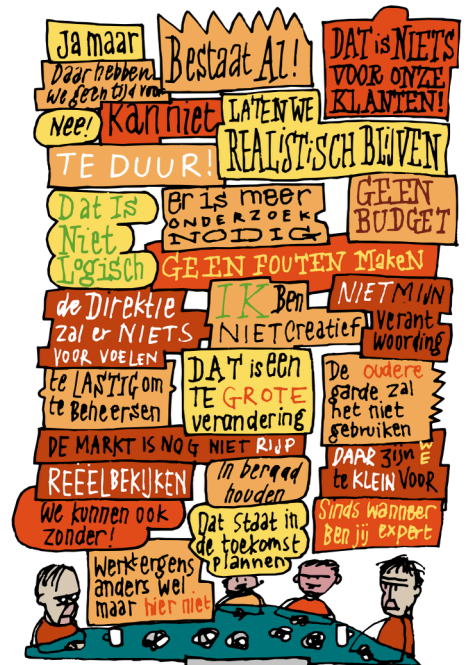 Ja maar
Bestaat Al!
DAT is NIETS
VOOR ONZE
KLANTEN!
Daar hebben
we geen tijd voor
Nee!
Kan niet
LATEN WE
REALISTISCH BLIJVEN
TE DUUR!
Dat Is
Niet
Logisch
er is meer
ONDERZOEK
NODIG
GEEN
BUDGET
GEEN FOUTEN MAKEN
de Direktie
zal er NIETS
VOOR VOELEN
IK Ben
NIET Creatief
NIET MIJN
Verant
woording
te LASTIG om
te Beheersen
DAT is een
TE GROTE
verandering
De oudere
garde zal
het niet
gebruiken
DE MARKT IS NOG NIET RIJP
DAAR zijn WE
te KLEIN VOOR
REËEL BEKIJKEN
In beraad
houden
We kunnen ook
zonder!
Dat staat in
de toekomst
plannen
Sinds wanneer
Ben jij expert
Werkt ergens
anders wel
maar hier niet